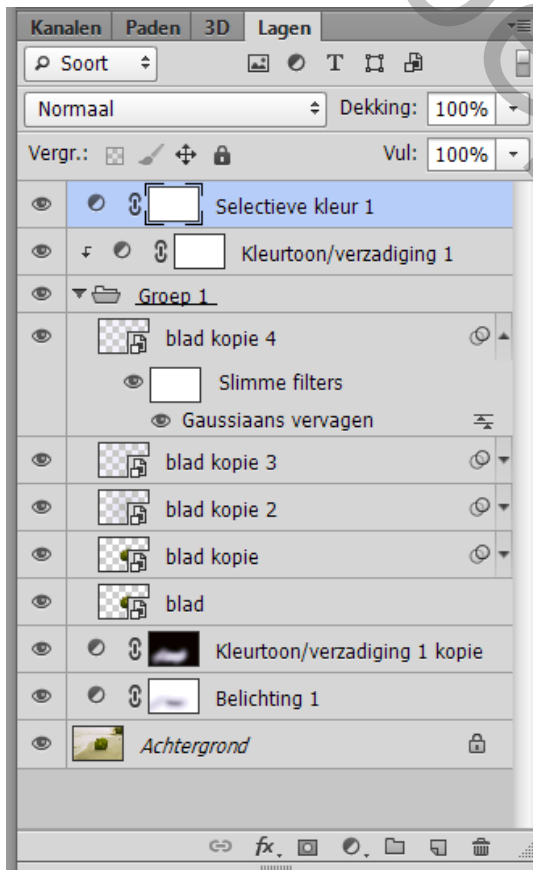 Kanalen Paden 3D Lagen
Soort T
Normaal Dekking: 100%
Vergr.: Vul: 100%
Selectieve kleur 1
Kleurtoon/verzadiging 1
Groep 1
blad kopie 4
Slimme filters
Gaussiaans vervagen
blad kopie 3
blad kopie 2
blad kopie
blad
Kleurtoon/verzadiging 1 kopie
Belichting 1
Achtergrond
fx.